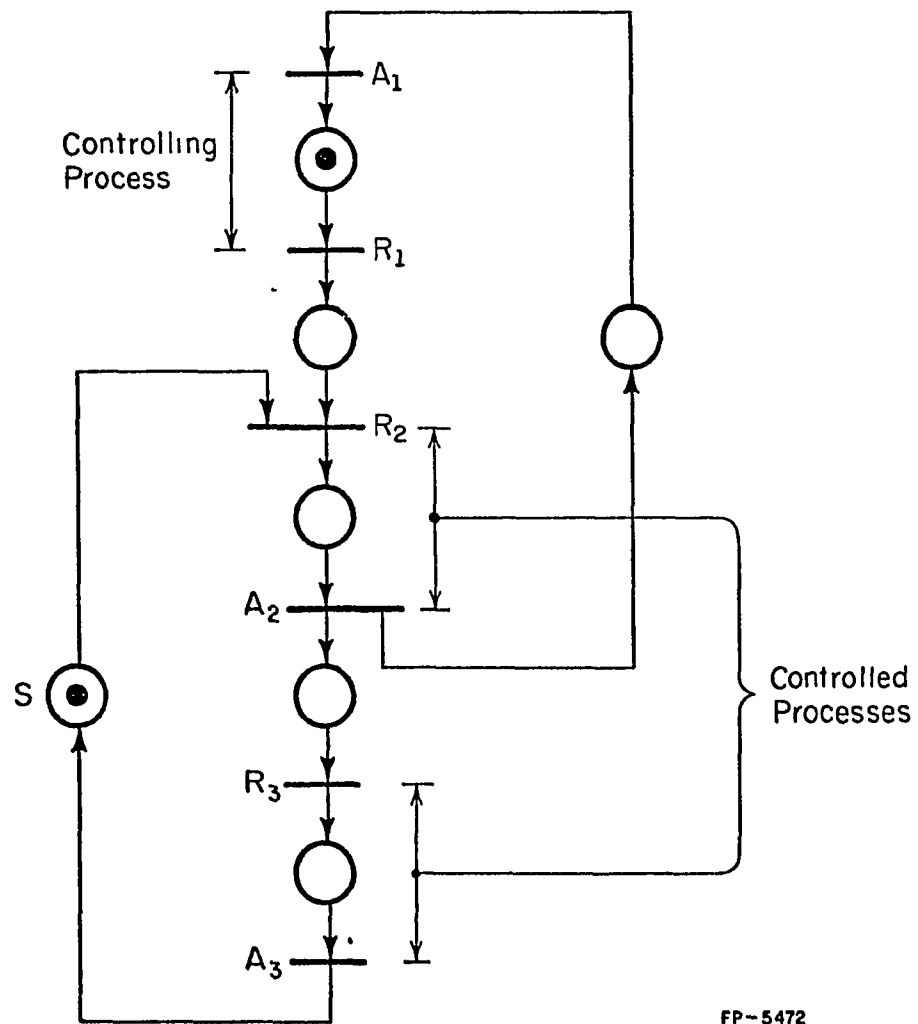 A1
Controlling
Process
R1
R2
A2
S
Controlled
Processes
R3
A3
FP-5472